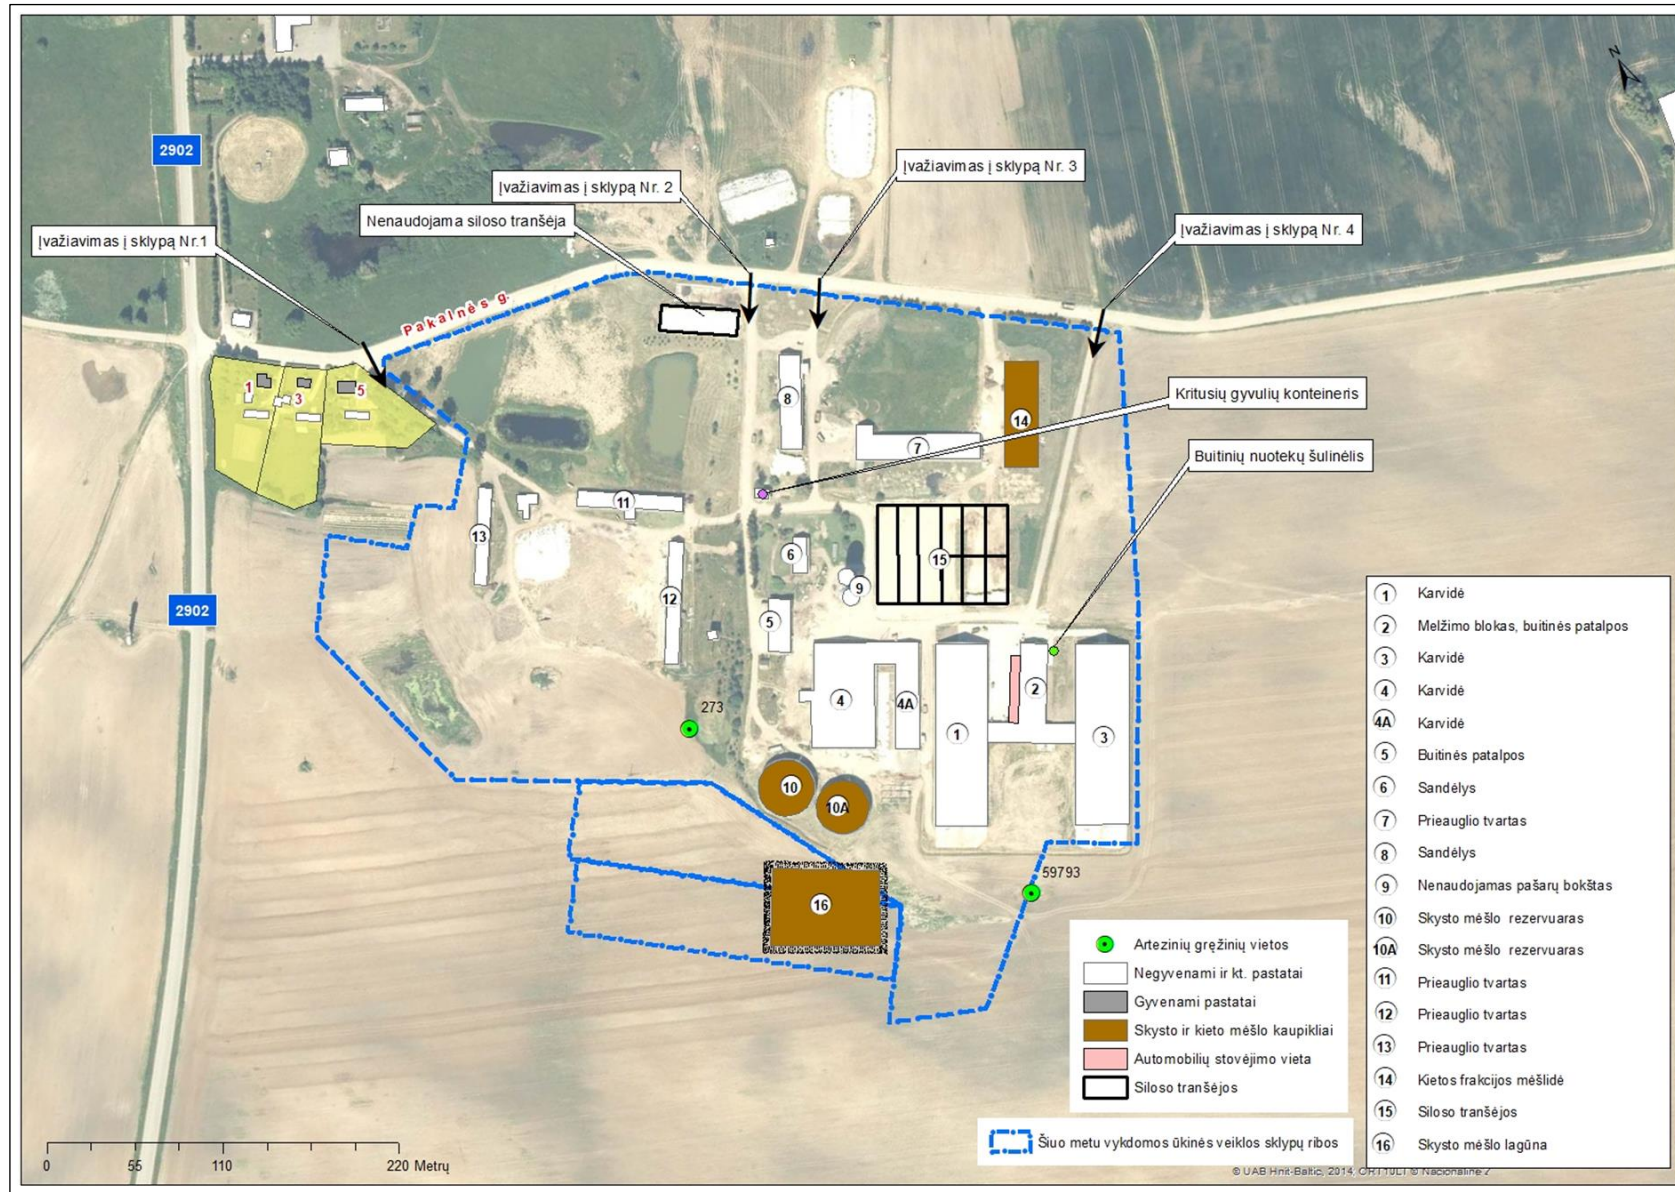 N
2902
Įvažiavimas į sklypą Nr. 3
Įvažiavimas į sklypą Nr. 2
Nenaudojama siloso tranšėja
Įvažiavimas į sklypą Nr.1
Įvažiavimas į sklypą Nr. 4
Pakalnės g.
1
3
5
8
14
7
Kritusių gyvulių konteineris
Buitinių nuotekų šulinėlis
11
13
6
15
9
12
5
2902
273
4
4A
2
1
3
10
10A
59793
16
1 Karvidė
2 Melžimo blokas, buitinės patalpos
3 Karvidė
4 Karvidė
4A Karvidė
5 Buitinės patalpos
6 Sandėlys
7 Prieauglio tvartas
8 Sandėlys
9 Nenaudojamas pašarų bokštas
10 Skysto mėšlo rezervuaras
10A Skysto mėšlo rezervuaras
11 Prieauglio tvartas
12 Prieauglio tvartas
13 Prieauglio tvartas
14 Kietos frakcijos mėšlidė
15 Siloso tranšėjos
16 Skysto mėšlo lagūna
Artezinių gręžinių vietos
Negyvenami ir kt. pastatai
Gyvenami pastatai
Skysto ir kieto mėšlo kaupikliai
Automobilių stovėjimo vieta
Siloso tranšėjos
Šiuo metu vykdomos ūkinės veiklos sklypų ribos
0 55 110 220 Metrų
© UAB Hnit-Baltic, 2014; ORT10LT © Nacionalinė